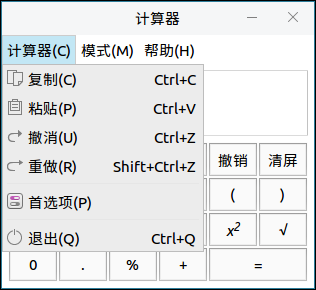 计算器
计算器(C) 模式(M) 帮助(H)
复制(C) Ctrl+C
粘贴(P) Ctrl+V
撤消(U) Ctrl+Z
重做(R) Shift+Ctrl+Z
首选项(P)
退出(Q) Ctrl+Q
撤销 清屏
( )
x² √
0 . % + =